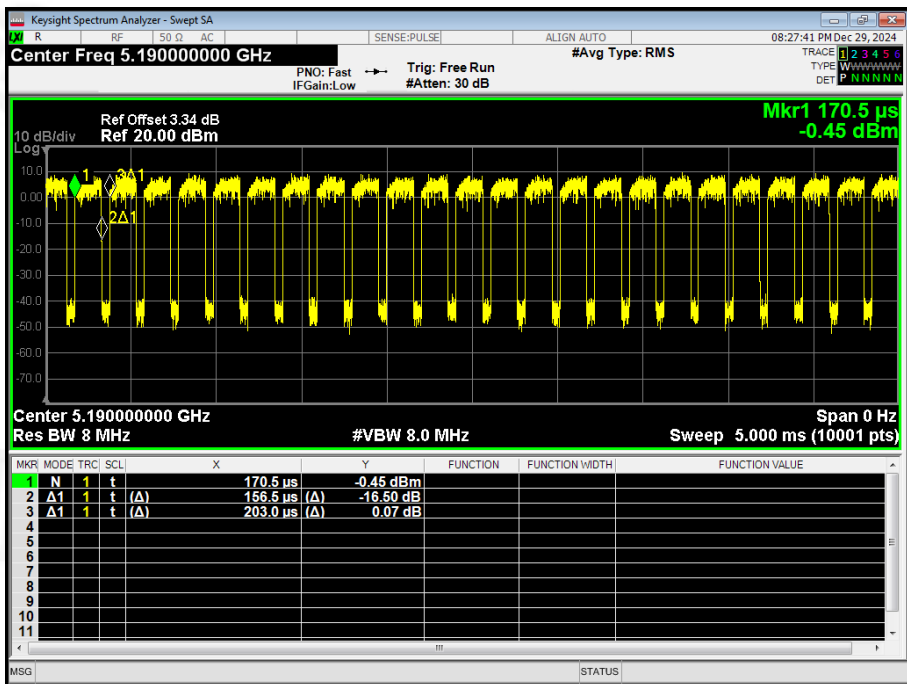 Keysight Spectrum Analyzer - Swept SA
LXI R RF 50 Ω AC SENSE:PULSE ALIGN AUTO 08:27:41 PM Dec 29, 2024
Center Freq 5.190000000 GHz #Avg Type: RMS TRACE 1 2 3 4 5 6
PNO: Fast Trig: Free Run TYPE WWWWWW
IFGain:Low #Atten: 30 dB DET P N N N N N
Mkr1 170.5 µs
Ref Offset 3.34 dB
10 dB/div Ref 20.00 dBm -0.45 dBm
Log
10.0
0.00
-10.0
-20.0
-30.0
-40.0
-50.0
-60.0
-70.0
1 3Δ1
2Δ1
Center 5.190000000 GHz Span 0 Hz
Res BW 8 MHz #VBW 8.0 MHz Sweep 5.000 ms (10001 pts)
MKR MODE TRC SCL X Y FUNCTION FUNCTION WIDTH FUNCTION VALUE
1 N 1 t 170.5 µs -0.45 dBm
2 Δ1 1 t (Δ) 156.5 µs (Δ) -16.50 dB
3 Δ1 1 t (Δ) 203.0 µs (Δ) 0.07 dB
4
5
6
7
8
9
10
11
MSG STATUS